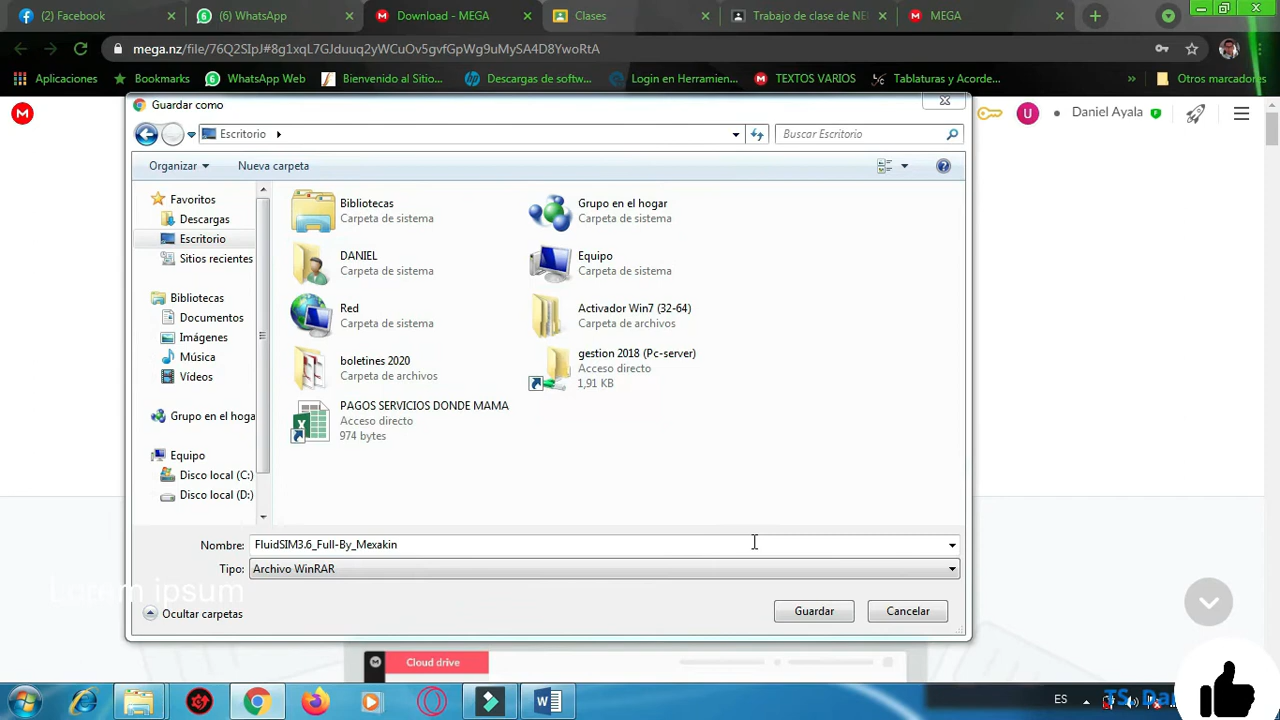 (2) Facebook
(6) WhatsApp
Download - MEGA
Clases
Trabajo de clase de NE
MEGA
mega.nz/file/76Q2SIpJ#8g1xqL7GJduuq2yWCuOv5gvfGpWg9uMySA4D8YwoRtA
Aplicaciones
Bookmarks
WhatsApp Web
Bienvenido al Sitio...
Descargas de softw...
Login en Herramien...
TEXTOS VARIOS
Tablaturas y Acorde...
»
Otros marcadores
Guardar como
Daniel Ayala
Escritorio
Buscar Escritorio
Organizar
Nueva carpeta
Favoritos
Descargas
Escritorio
Sitios recientes
Bibliotecas
Documentos
Imágenes
Música
Vídeos
Grupo en el hoga
Equipo
Disco local (C:)
Disco local (D:)
Bibliotecas
Carpeta de sistema
Grupo en el hogar
Carpeta de sistema
DANIEL
Carpeta de sistema
Equipo
Carpeta de sistema
Red
Carpeta de sistema
Activador Win7 (32-64)
Carpeta de archivos
boletines 2020
Carpeta de archivos
gestion 2018 (Pc-server)
Acceso directo
1,91 KB
PAGOS SERVICIOS DONDE MAMA
Acceso directo
974 bytes
Nombre:
FluidSIM3.6_Full-By_Mexakin
Tipo:
Archivo WinRAR
Lorem ipsum
Ocultar carpetas
Guardar
Cancelar
Cloud drive
ES
TS. Da